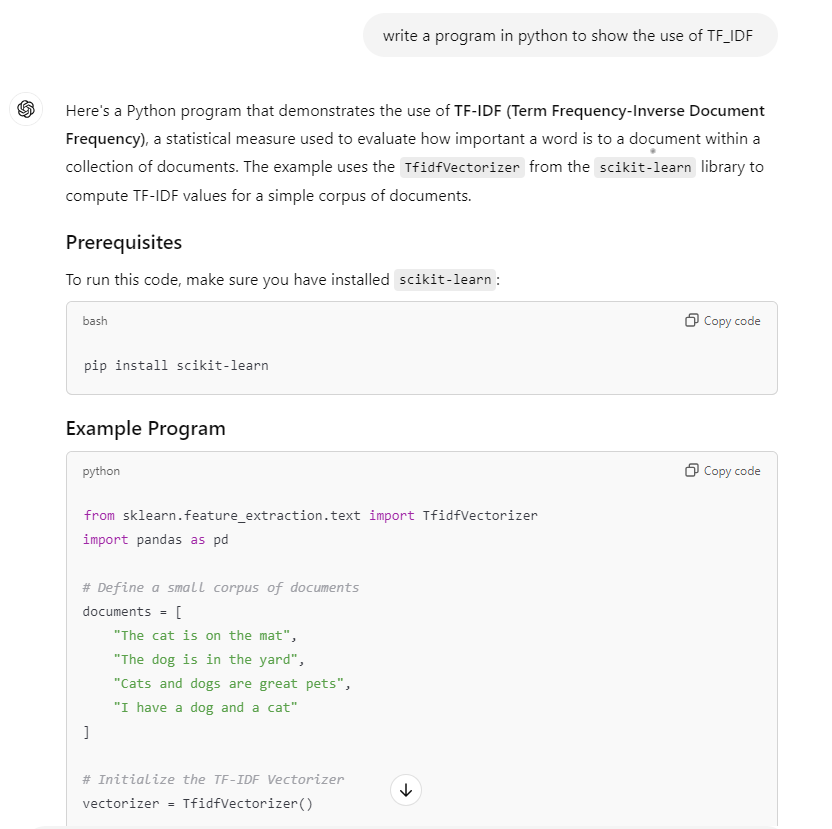 write a program in python to show the use of TF_IDF
Here's a Python program that demonstrates the use of TF-IDF (Term Frequency-Inverse Document
Frequency), a statistical measure used to evaluate how important a word is to a document within a
collection of documents. The example uses the TfidfVectorizer from the scikit-learn library to
compute TF-IDF values for a simple corpus of documents.
Prerequisites
To run this code, make sure you have installed scikit-learn:
bash
Copy code
pip install scikit-learn
Example Program
python
Copy code
from sklearn.feature_extraction.text import TfidfVectorizer
import pandas as pd
# Define a small corpus of documents
documents = [
    "The cat is on the mat",
    "The dog is in the yard",
    "Cats and dogs are great pets",
    "I have a dog and a cat"
]
# Initialize the TF-IDF Vectorizer
vectorizer = TfidfVectorizer()